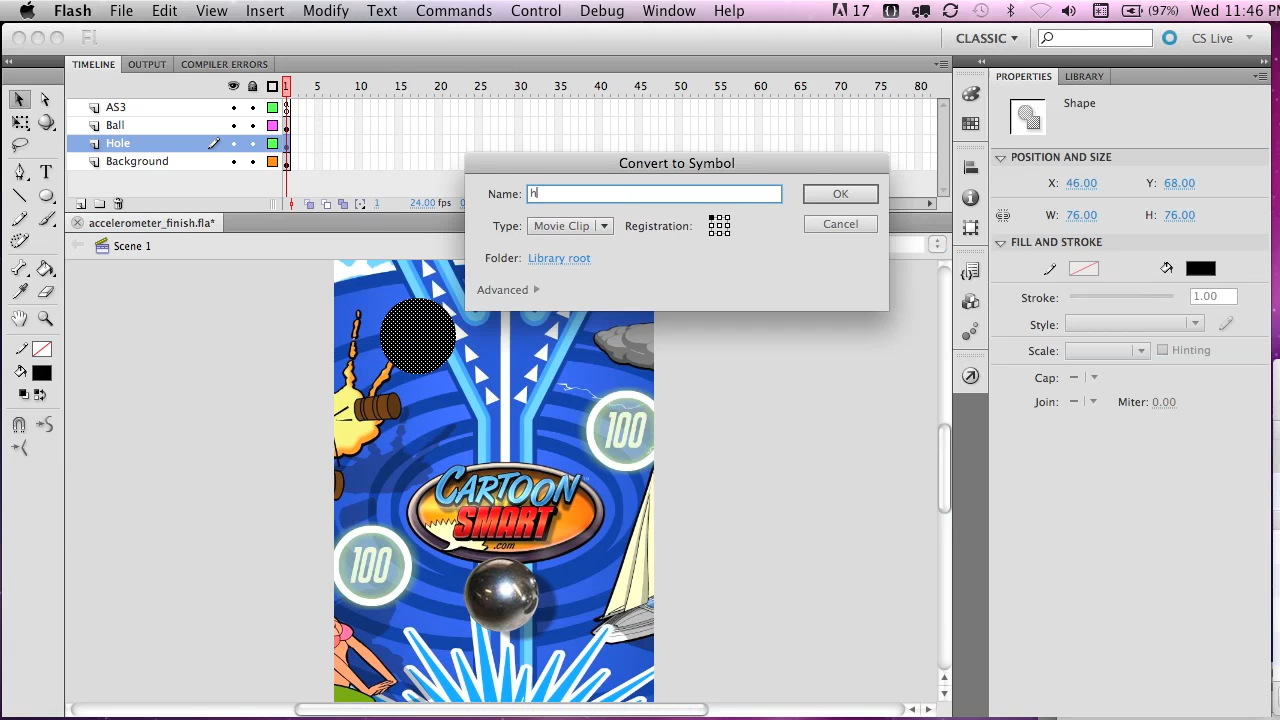 Flash File Edit View Insert Modify Text Commands Control Debug Window Help 17 (97%) Wed 11:46 PM
Fl CLASSIC CS Live
TIMELINE OUTPUT COMPILER ERRORS
1 5 10 15 20 25 30 35 40 45 50 55 60 65 70 75 80
AS3
Ball
Hole
Background
1 24.00 fps
accelerometer_finish.fla*
Scene 1
Convert to Symbol
Name: h OK
Type: Movie Clip Registration: Cancel
Folder: Library root
Advanced
100
CARTOON
SMART
.com
100
PROPERTIES LIBRARY
Shape
POSITION AND SIZE
X: 46.00 Y: 68.00
W: 76.00 H: 76.00
FILL AND STROKE
Stroke: 1.00
Style:
Scale: Hinting
Cap:
Join: Miter: 0.00